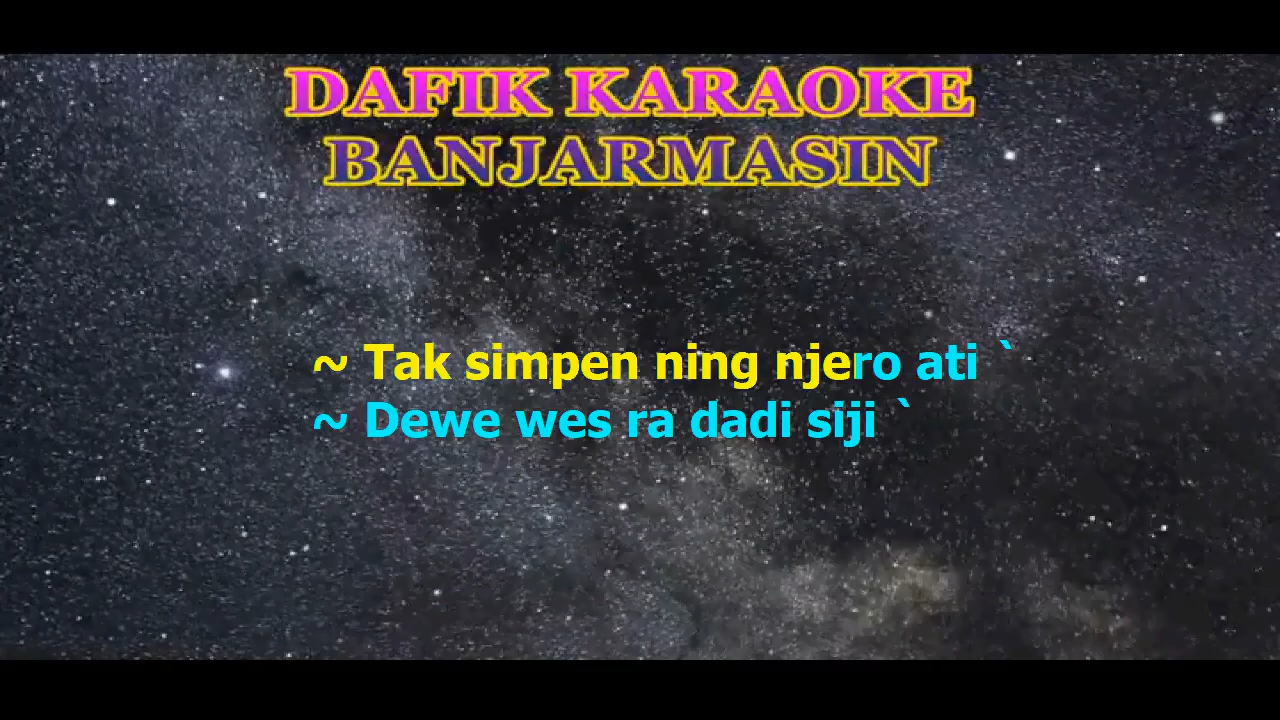 DAFIK KARAOKE
BANJARMASIN
~ Tak simpen ning njero ati `
~ Dewe wes ra dadi siji `